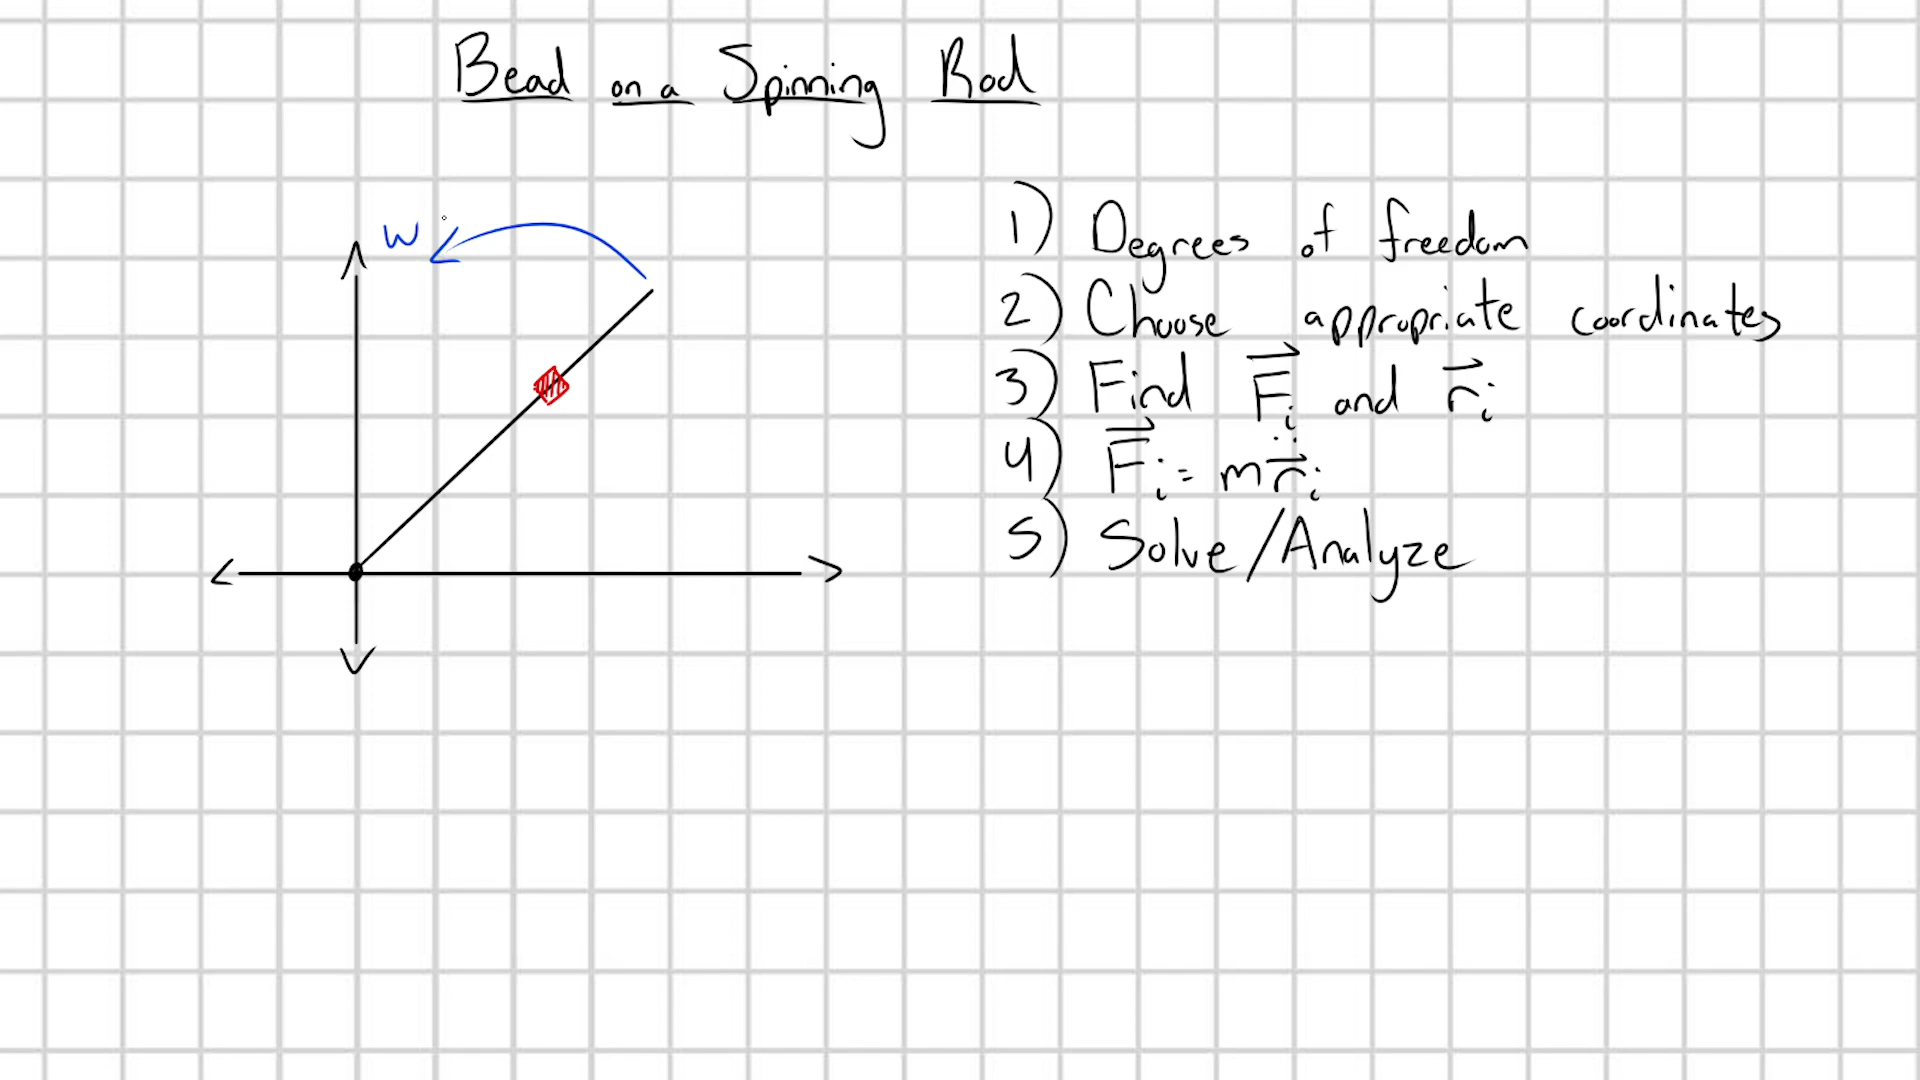 Bead on a Spinning Rod
w
1) Degrees of freedom
2) Choose appropriate coordinates
3) Find F⃗ᵢ and r⃗ᵢ
4) F⃗ᵢ = m r⃗̈ᵢ
5) Solve/Analyze